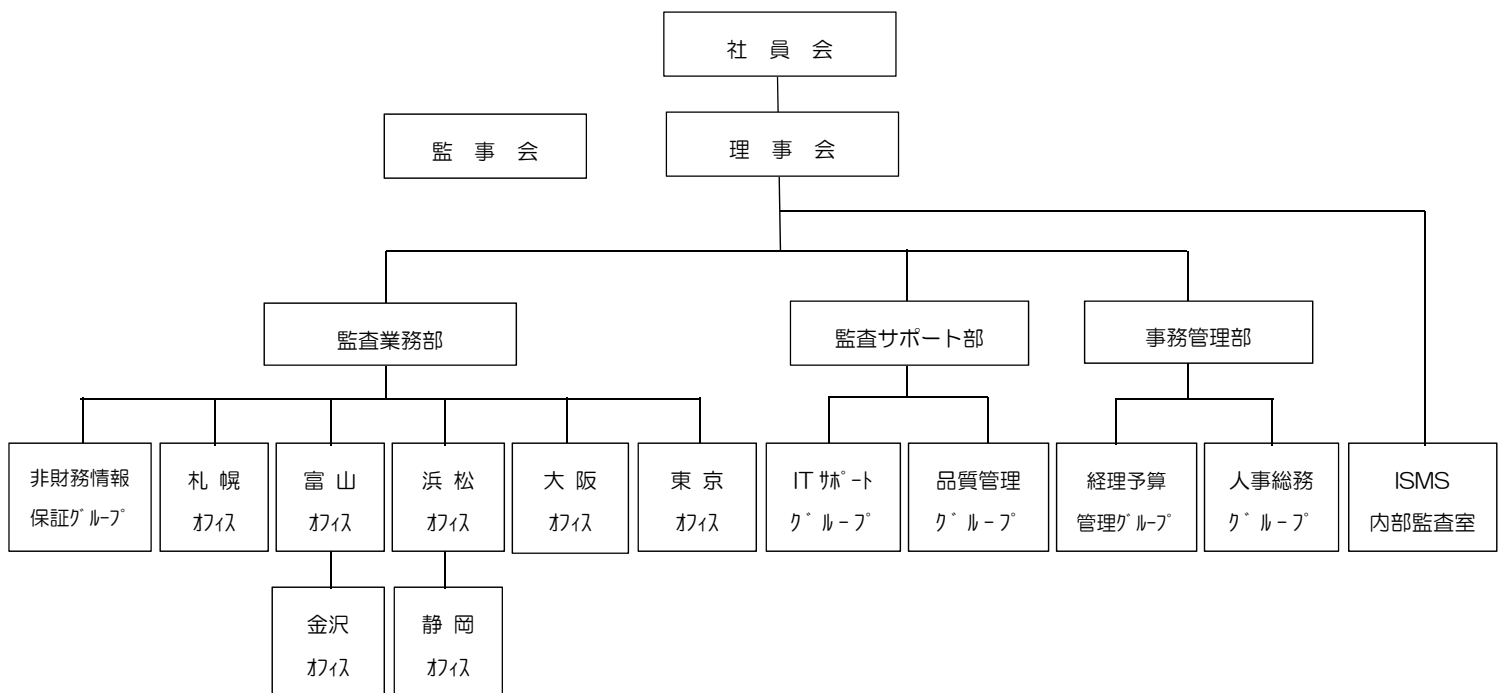 社 員 会
監 事 会
理 事 会
監査業務部
監査サポート部
事務管理部
非財務情報
保証ｸﾞﾙｰﾌﾟ
札 幌
ｵﾌｨｽ
富 山
ｵﾌｨｽ
浜 松
ｵﾌｨｽ
大 阪
ｵﾌｨｽ
東 京
ｵﾌｨｽ
IT ｻﾎﾟｰﾄ
ｸﾞﾙｰﾌﾟ
品質管理
ｸﾞﾙｰﾌﾟ
経理予算
管理ｸﾞﾙｰﾌﾟ
人事総務
ｸﾞﾙｰﾌﾟ
ISMS
内部監査室
金沢
ｵﾌｨｽ
静 岡
ｵﾌｨｽ